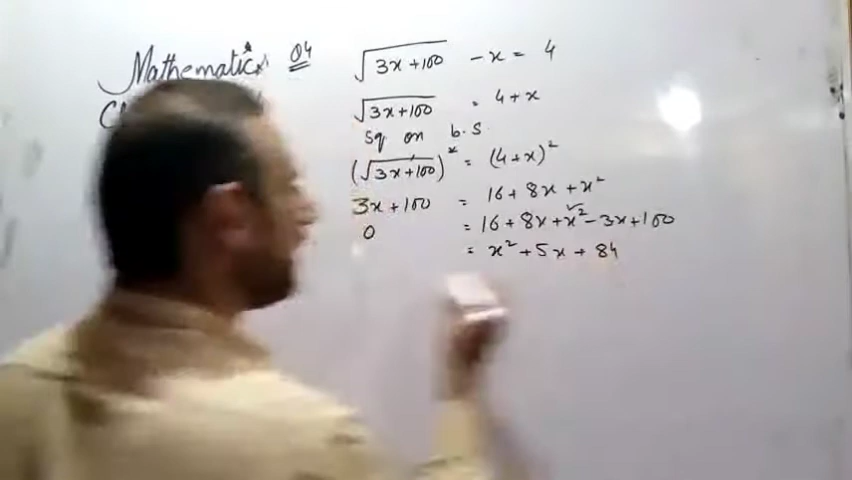 Mathematics 04
√3x+100 - x = 4
√3x+100 = 4+x
Sq on b.s
(√3x+100)² = (4+x)²
3x+100 = 16+8x+x²
0 = 16+8x+x²-3x+100
= x²+5x+84